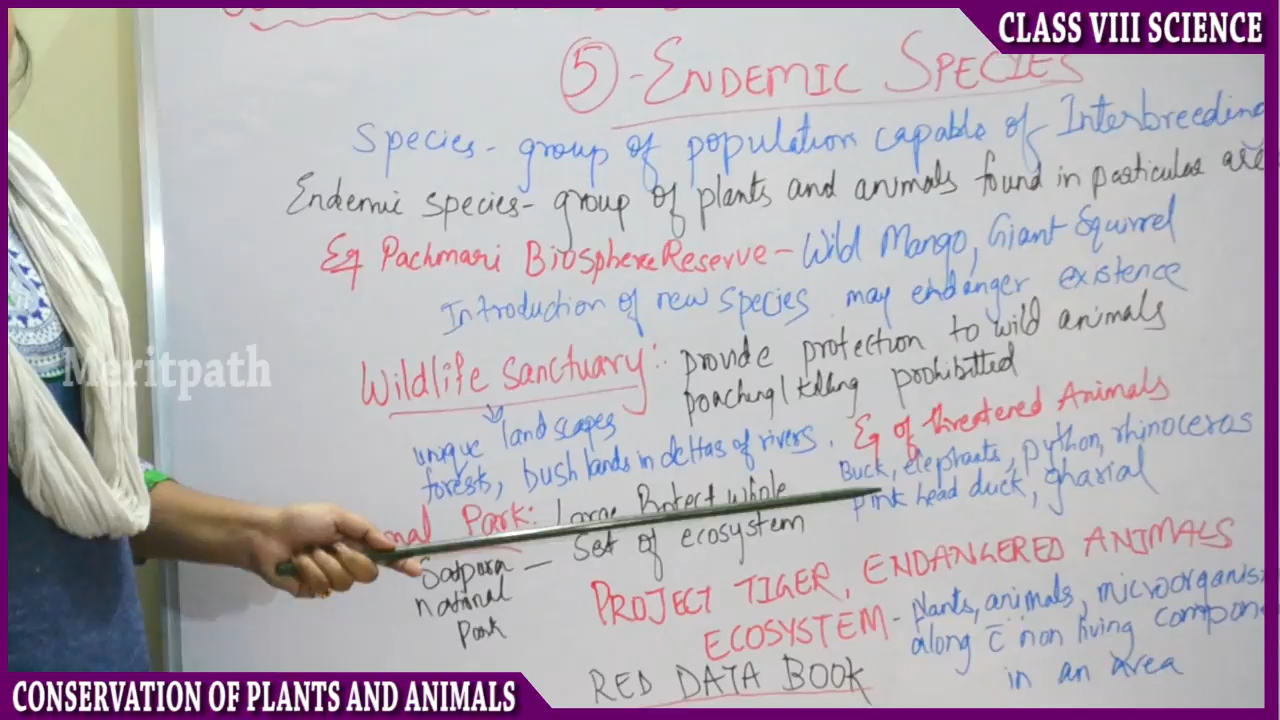 CLASS VIII SCIENCE
5 - ENDEMIC SPECIES
Species - group of population capable of Interbreeding
Endemic species - group of plants and animals found in particular are
Eg Pachmari Biosphere Reserve - Wild Mango, Giant Squirrel
Introduction of new species may endanger existence
Wildlife sanctuary: provide protection to wild animals
poaching/killing prohibitted
unique landscapes
forests, bush lands in deltas of rivers.
Eg of threatered Animals
Buck, elephants, python, rhinoceras
Pink head duck, gharial
nal Park: Large Protect whole
set of ecosystem
Satpora -
national
Park
PROJECT TIGER, ENDANGERED ANIMALS
ECOSYSTEM - plants, animals, microorganis
along c̄ non living compon
in an area
RED DATA BOOK
Meritpath
CONSERVATION OF PLANTS AND ANIMALS